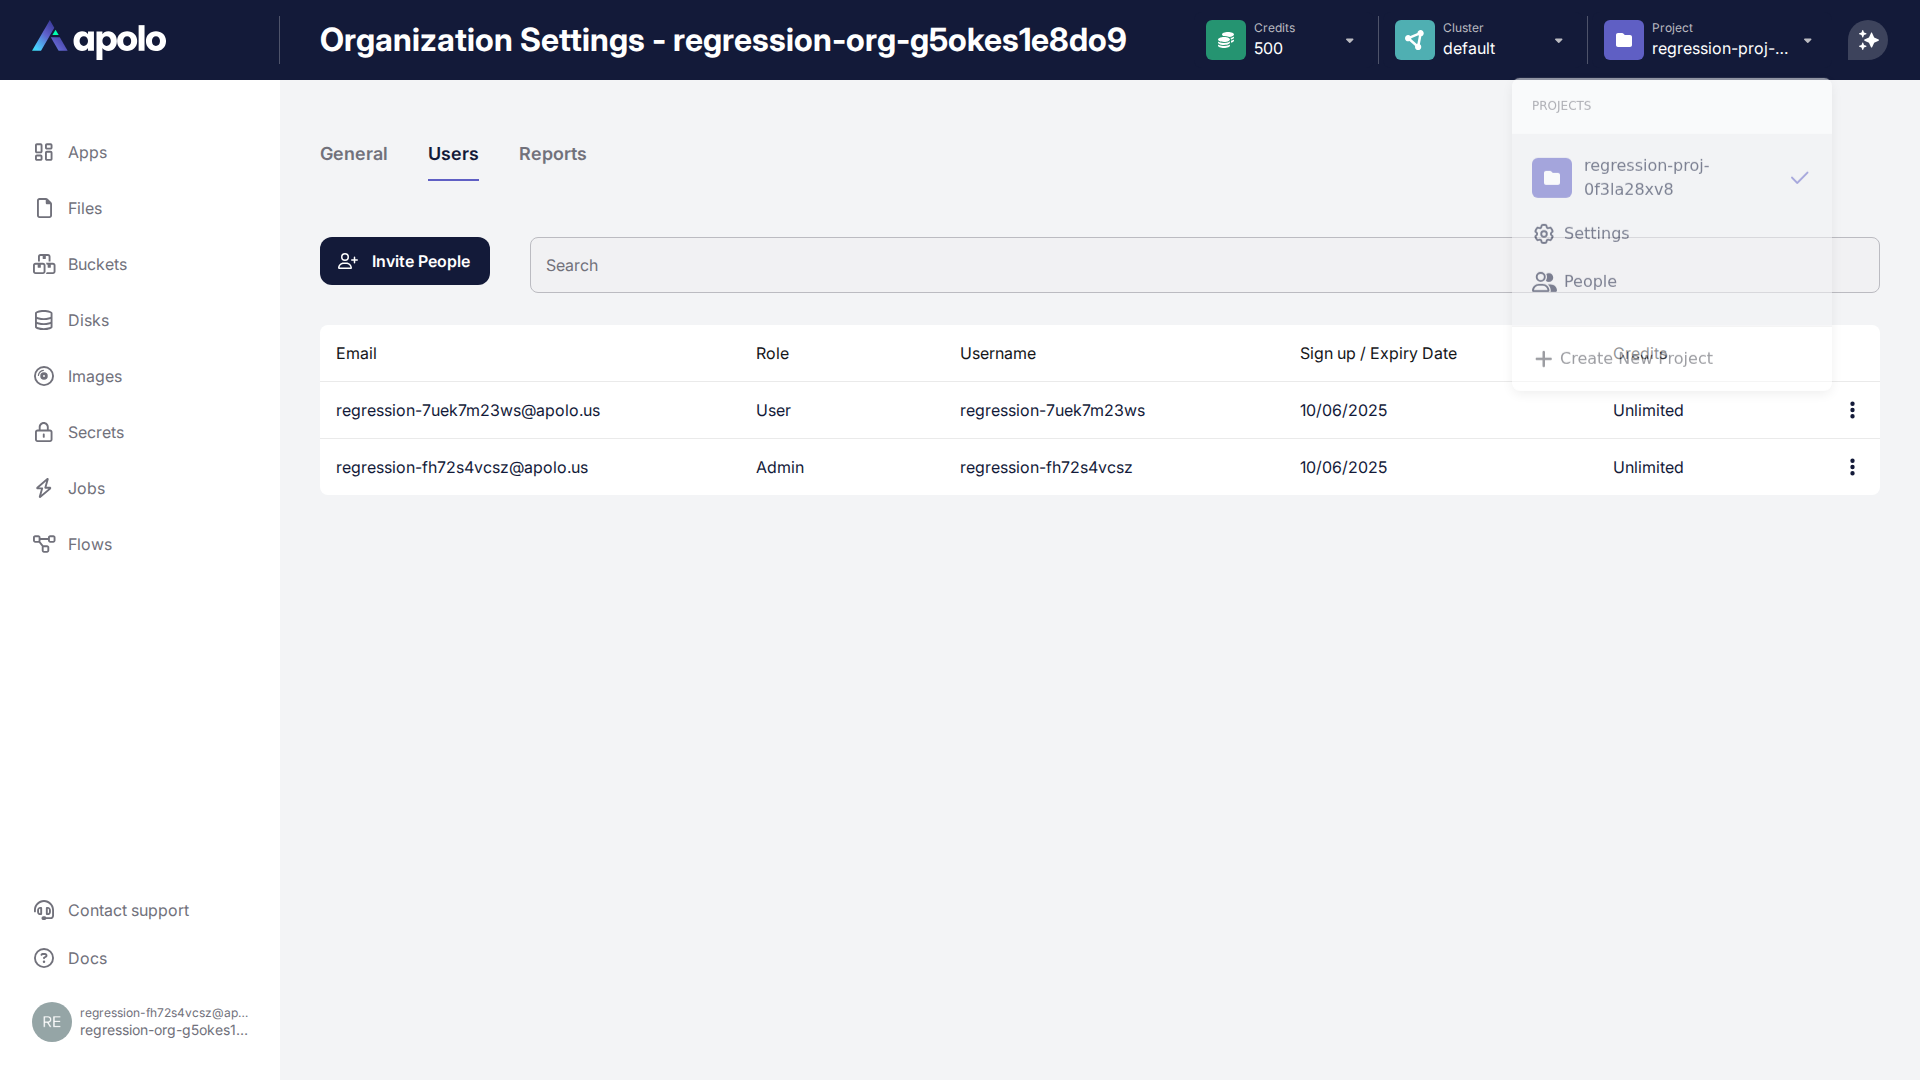 apolo
Organization Settings - regression-org-g5okes1e8do9
Credits
500
Cluster
default
Project
regression-proj-...
PROJECTS
regression-proj-
0f3la28xv8
Settings
People
Create New Project
Apps
Files
Buckets
Disks
Images
Secrets
Jobs
Flows
General Users Reports
Invite People
Search
Email Role Username Sign up / Expiry Date Credits
regression-7uek7m23ws@apolo.us User regression-7uek7m23ws 10/06/2025 Unlimited
regression-fh72s4vcsz@apolo.us Admin regression-fh72s4vcsz 10/06/2025 Unlimited
Contact support
Docs
RE
regression-fh72s4vcsz@ap...
regression-org-g5okes1...